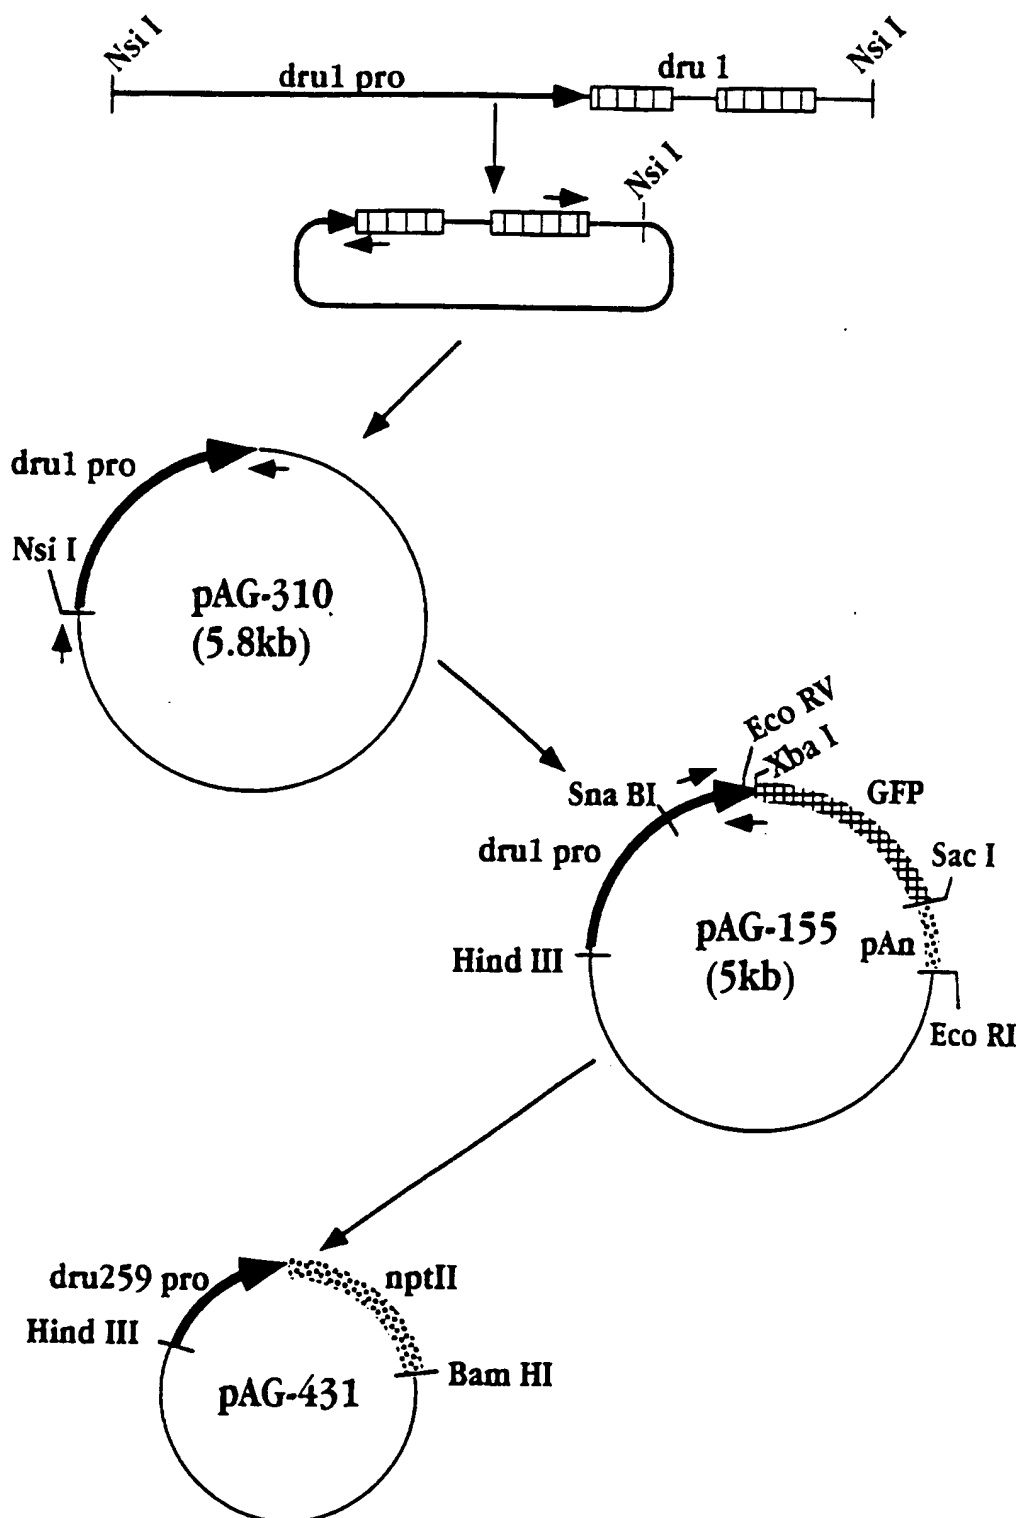 Nsi I
Nsi I
dru1 pro
dru 1
Nsi I
dru1 pro
Nsi I
pAG-310
(5.8kb)
Eco RV
Xba I
Sna BI
GFP
dru1 pro
Sac I
pAG-155
(5kb)
pAn
Hind III
Eco RI
dru259 pro
nptII
Hind III
Bam HI
pAG-431